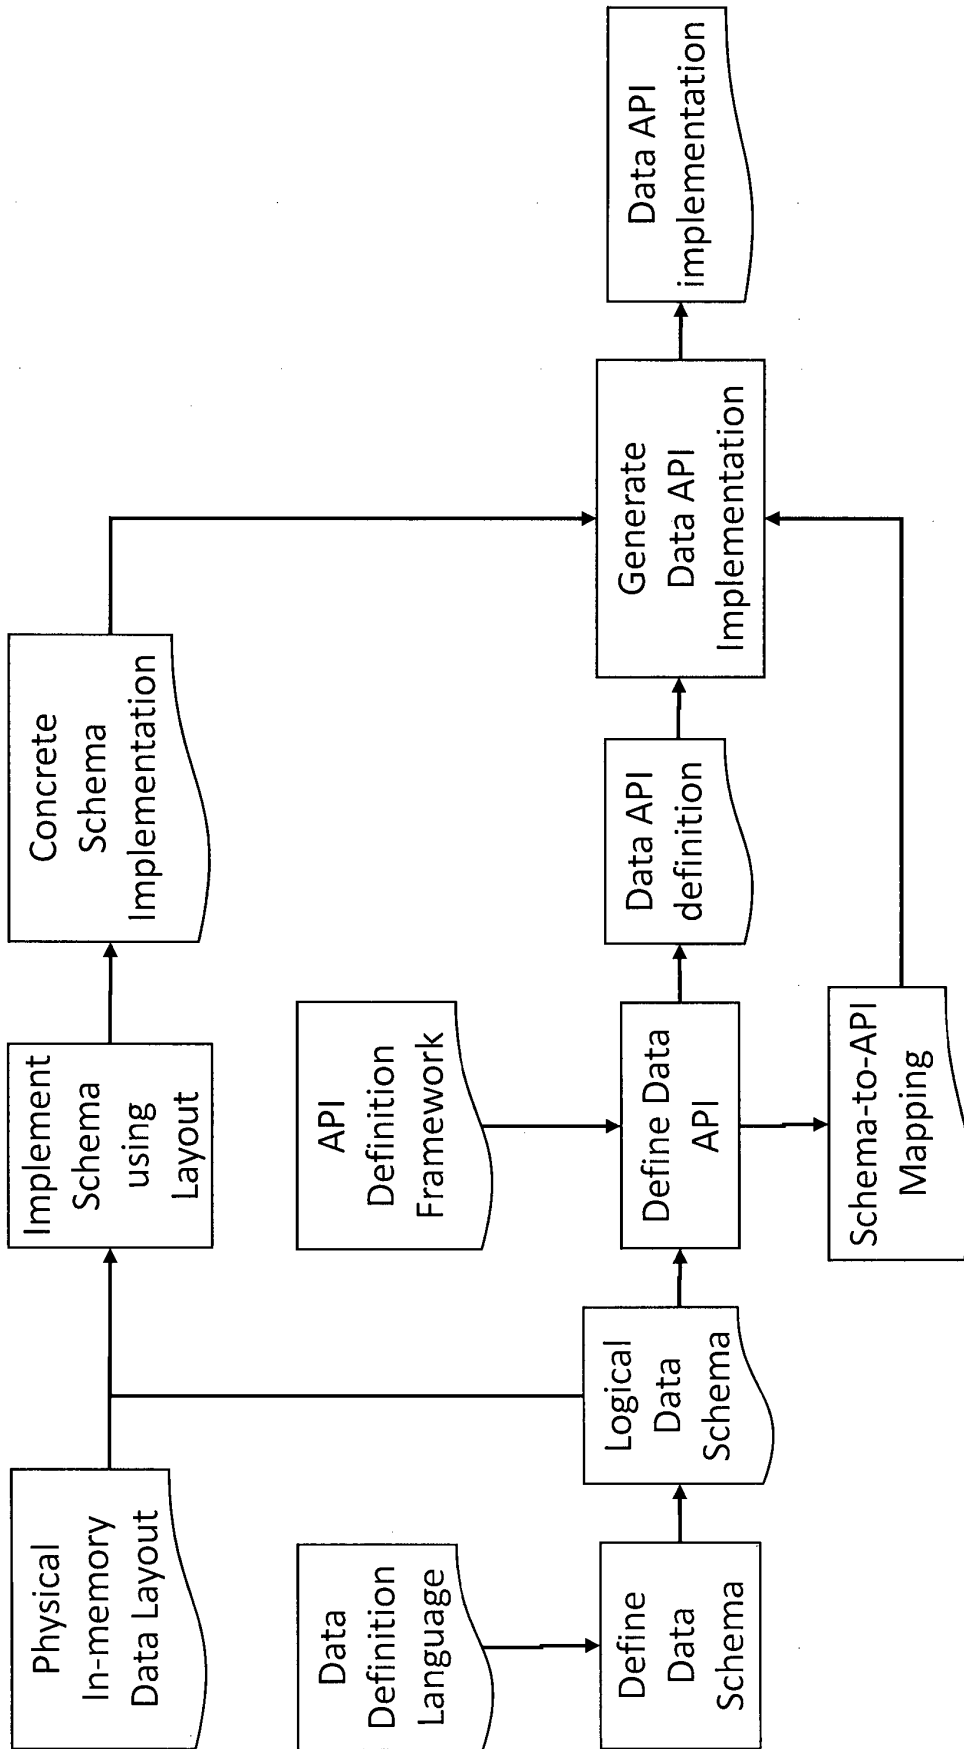 Physical
In-memory
Data Layout
Implement
Schema
using
Layout
Concrete
Schema
Implementation
Data
Definition
Language
API
Definition
Framework
Define
Data
Schema
Logical
Data
Schema
Define Data
API
Data API
definition
Generate
Data API
Implementation
Data API
implementation
Schema-to-API
Mapping